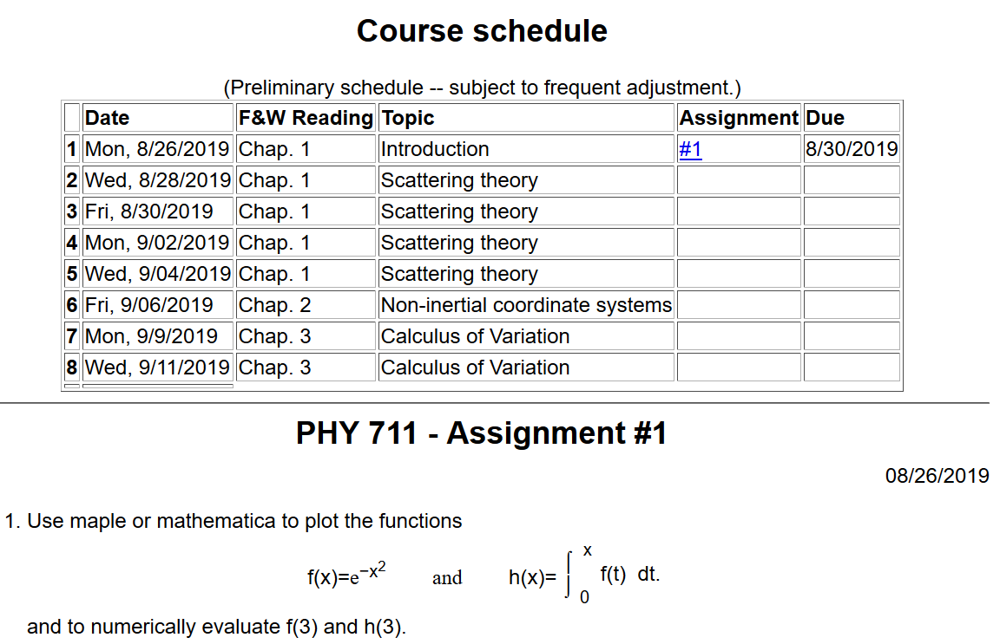 Course schedule
(Preliminary schedule -- subject to frequent adjustment.)
Date F&W Reading Topic Assignment Due
1 Mon, 8/26/2019 Chap. 1 Introduction #1 8/30/2019
2 Wed, 8/28/2019 Chap. 1 Scattering theory
3 Fri, 8/30/2019 Chap. 1 Scattering theory
4 Mon, 9/02/2019 Chap. 1 Scattering theory
5 Wed, 9/04/2019 Chap. 1 Scattering theory
6 Fri, 9/06/2019 Chap. 2 Non-inertial coordinate systems
7 Mon, 9/9/2019 Chap. 3 Calculus of Variation
8 Wed, 9/11/2019 Chap. 3 Calculus of Variation
PHY 711 - Assignment #1
08/26/2019
1. Use maple or mathematica to plot the functions
f(x)=e^{−x^2} and h(x)= ∫_0^x f(t) dt.
and to numerically evaluate f(3) and h(3).